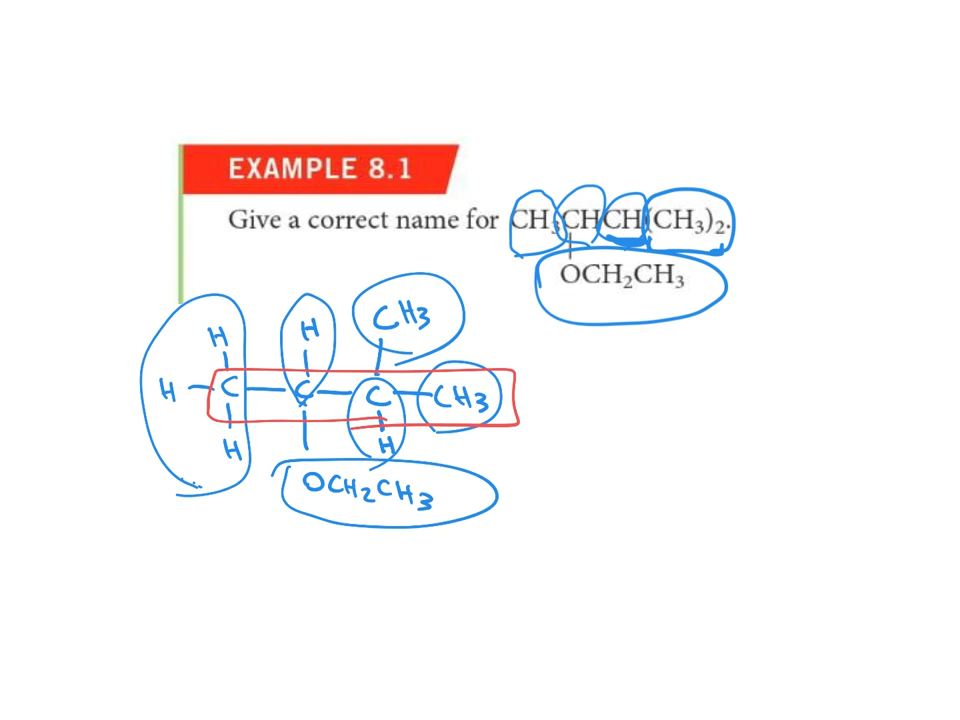 EXAMPLE 8.1
Give a correct name for CH₃CHCH(CH₃)₂.
OCH₂CH₃
CH3
H H
H C C C CH3
H H
OCH₂CH3